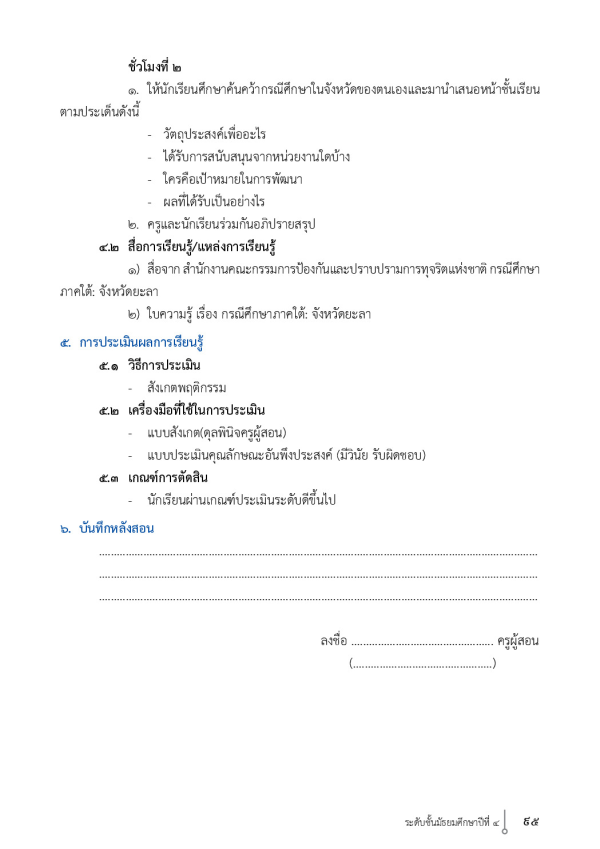 ชั่วโมงที่ ๒
๑. ให้นักเรียนศึกษาค้นคว้ากรณีศึกษาในจังหวัดของตนเองและมานำเสนอหน้าชั้นเรียน
ตามประเด็นดังนี้
- วัตถุประสงค์เพื่ออะไร
- ได้รับการสนับสนุนจากหน่วยงานใดบ้าง
- ใครคือเป้าหมายในการพัฒนา
- ผลที่ได้รับเป็นอย่างไร
๒. ครูและนักเรียนร่วมกันอภิปรายสรุป
๔.๒ สื่อการเรียนรู้/แหล่งการเรียนรู้
๑) สื่อจาก สำนักงานคณะกรรมการป้องกันและปราบปรามการทุจริตแห่งชาติ กรณีศึกษา
ภาคใต้: จังหวัดยะลา
๒) ใบความรู้ เรื่อง กรณีศึกษาภาคใต้: จังหวัดยะลา
๕. การประเมินผลการเรียนรู้
๕.๑ วิธีการประเมิน
- สังเกตพฤติกรรม
๕.๒ เครื่องมือที่ใช้ในการประเมิน
- แบบสังเกต(ดุลพินิจครูผู้สอน)
- แบบประเมินคุณลักษณะอันพึงประสงค์ (มีวินัย รับผิดชอบ)
๕.๓ เกณฑ์การตัดสิน
- นักเรียนผ่านเกณฑ์ประเมินระดับดีขึ้นไป
๖. บันทึกหลังสอน
................................................................................
................................................................................
................................................................................
ลงชื่อ ................................................ ครูผู้สอน
(...............................................)
ระดับชั้นมัธยมศึกษาปีที่ ๔ ๙๕